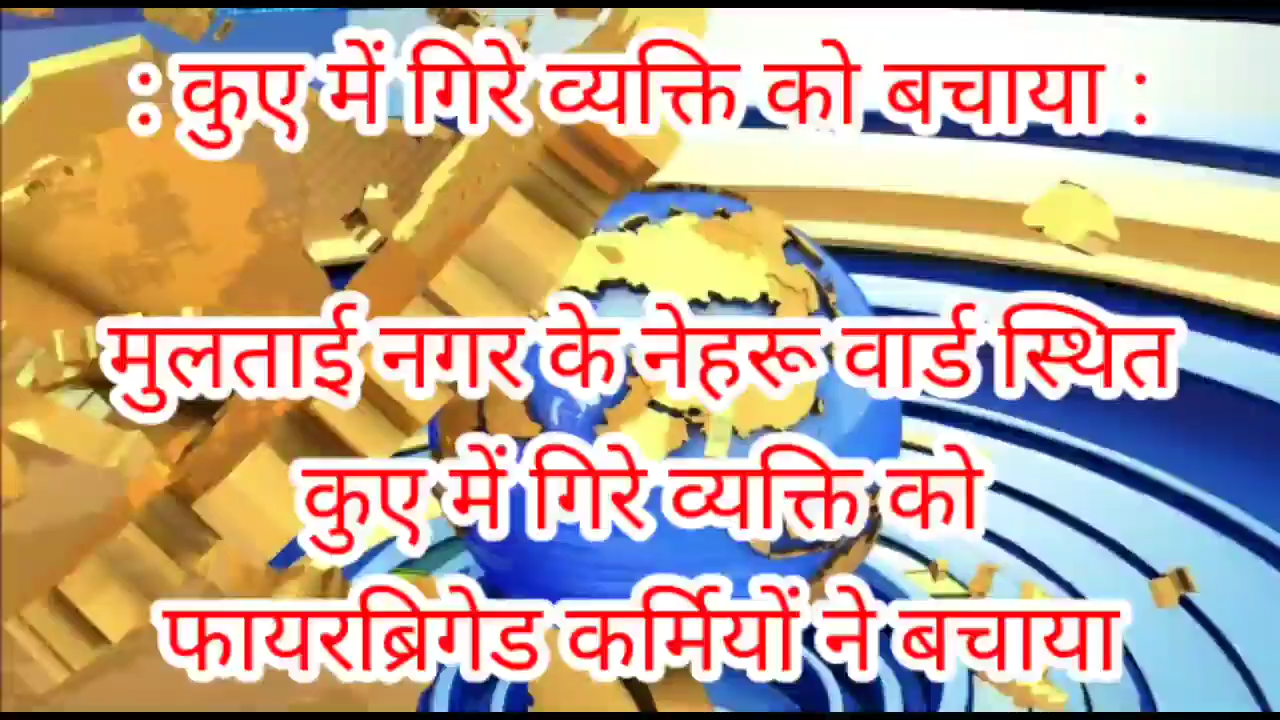 : कुए में गिरे व्यक्ति को बचाया :
मुलताई नगर के नेहरू वार्ड स्थित
कुए में गिरे व्यक्ति को
फायरब्रिगेड कर्मियों ने बचाया